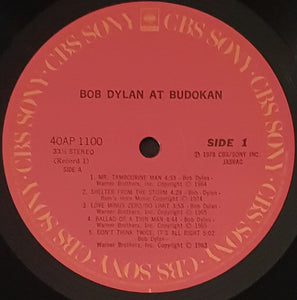 CBS/SONY CBS/SONY CBS/SONY CBS/SONY
BOB DYLAN AT BUDOKAN
40AP 1100
33⅓ STEREO
(Record 1)
SIDE A
SIDE 1
Ⓟ 1978 CBS/SONY INC.
JASRAC
1. MR. TAMBOURINE MAN 4:53 -Bob Dylan-
Warner Brothers, Inc. Copyright © 1964
2. SHELTER FROM THE STORM 4:29 -Bob Dylan-
Ram's Horn Music Copyright © 1974
3. LOVE MINUS ZERO/NO LIMIT 3:53 -Bob Dylan-
Warner Brothers, Inc. Copyright © 1965
4. BALLAD OF A THIN MAN 4:44 -Bob Dylan-
Warner Brothers, Inc. Copyright © 1965
5. DON'T THINK TWICE, IT'S ALL RIGHT 5:02
-Bob Dylan-
Warner Brothers, Inc. Copyright © 1963